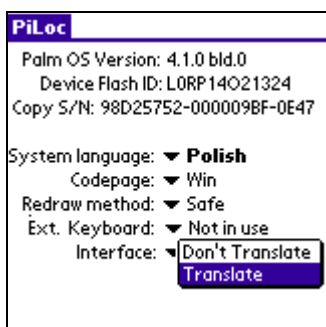 PiLoc
Palm OS Version: 4.1.0 bld.0
Device Flash ID: L0RP14O21324
Copy S/N: 98D25752-000009BF-0E47
System language: Polish
Codepage: Win
Redraw method: Safe
Ext. Keyboard: Not in use
Interface: Don't Translate
Translate